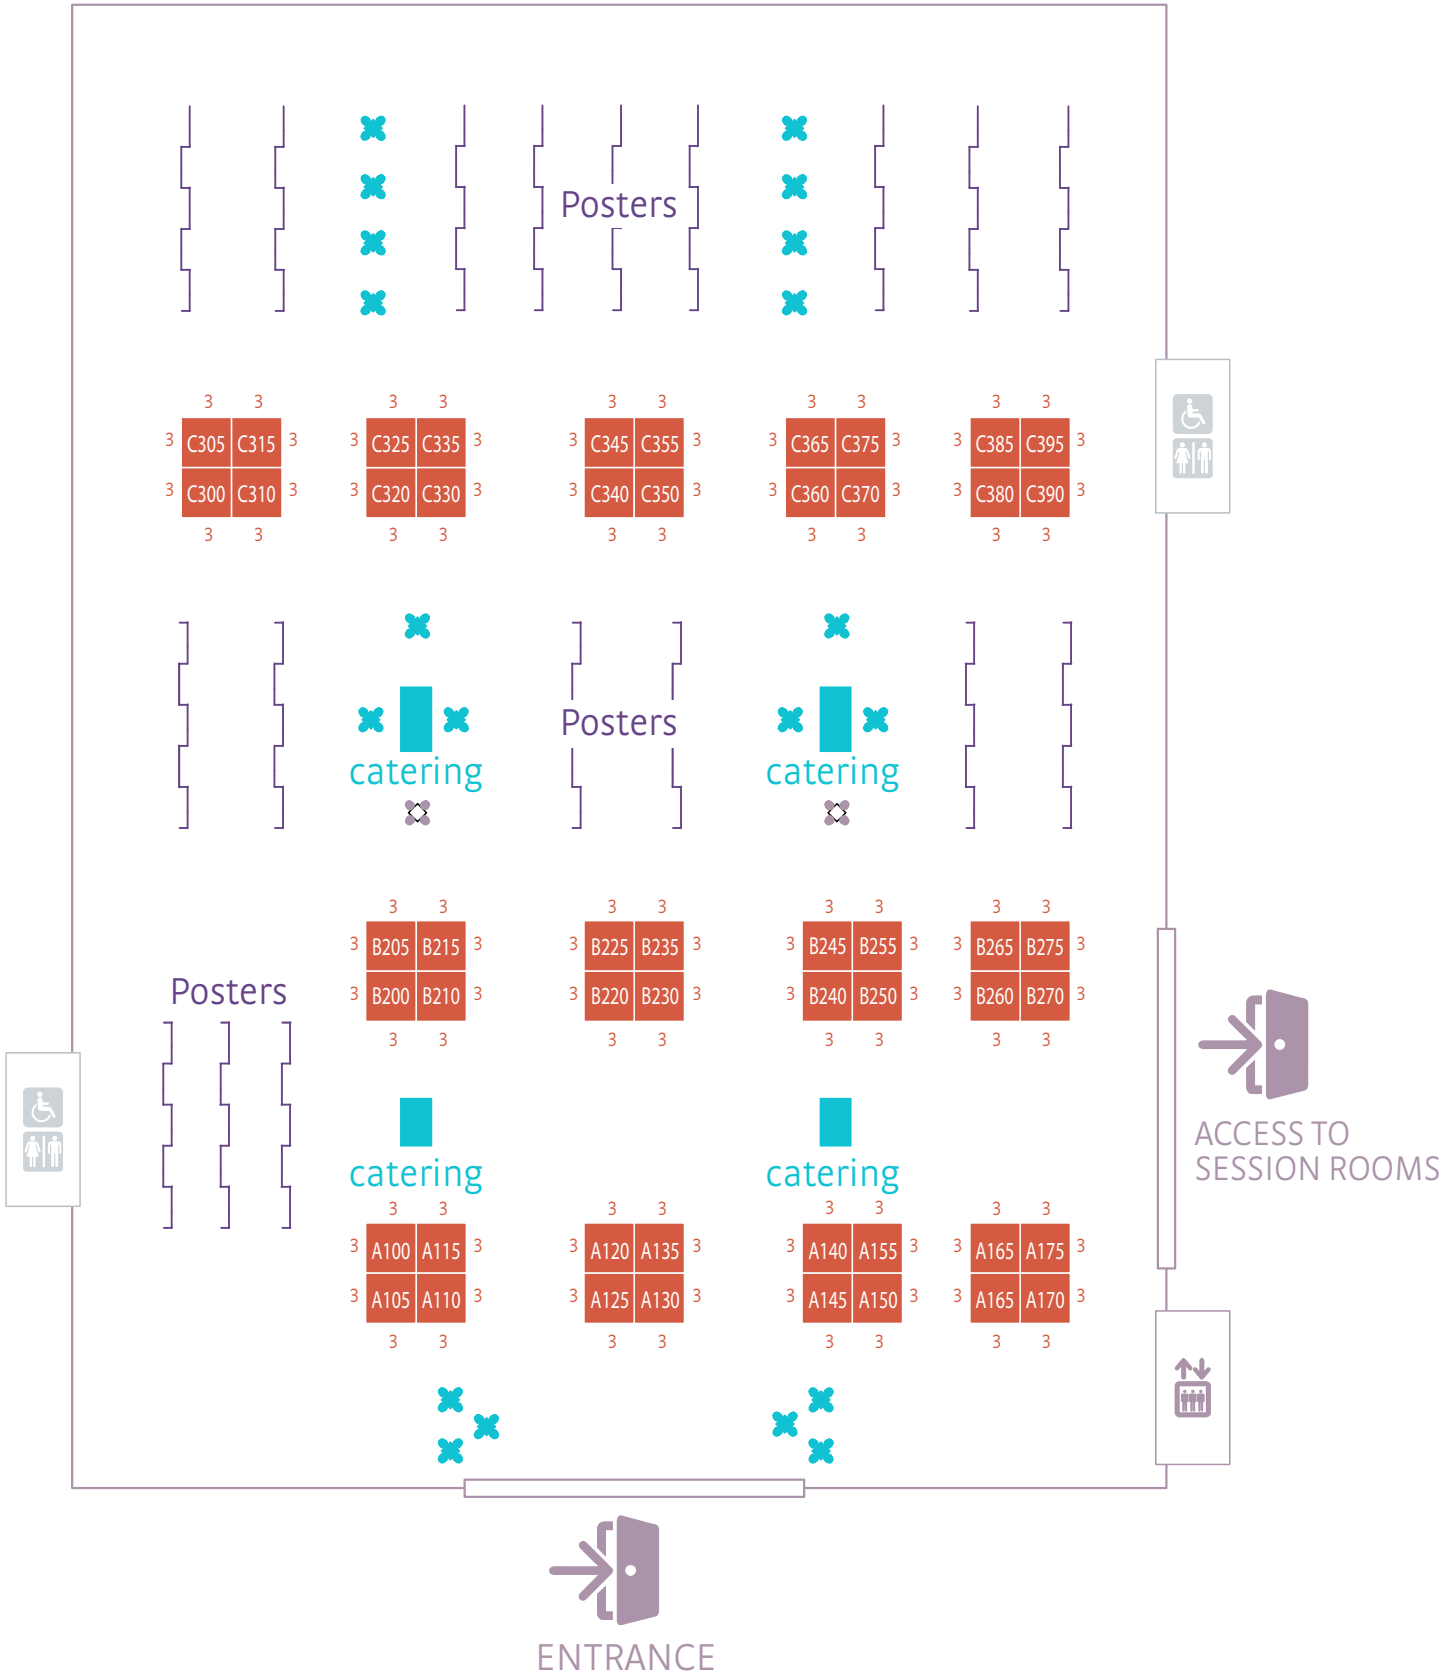 Posters
3 3 3 3 3 3 3 3 3 3
3 C305 C315 3 3 C325 C335 3 3 C345 C355 3 3 C365 C375 3 3 C385 C395 3
3 C300 C310 3 3 C320 C330 3 3 C340 C350 3 3 C360 C370 3 3 C380 C390 3
3 3 3 3 3 3 3 3 3 3
Posters
catering catering
3 3 3 3 3 3 3 3
3 B205 B215 3 3 B225 B235 3 3 B245 B255 3 3 B265 B275 3
Posters
3 B200 B210 3 3 B220 B230 3 3 B240 B250 3 3 B260 B270 3
3 3 3 3 3 3 3 3
ACCESS TO
SESSION ROOMS
catering catering
3 3 3 3 3 3 3 3
3 A100 A115 3 3 A120 A135 3 3 A140 A155 3 3 A165 A175 3
3 A105 A110 3 3 A125 A130 3 3 A145 A150 3 3 A165 A170 3
3 3 3 3 3 3 3 3
ENTRANCE